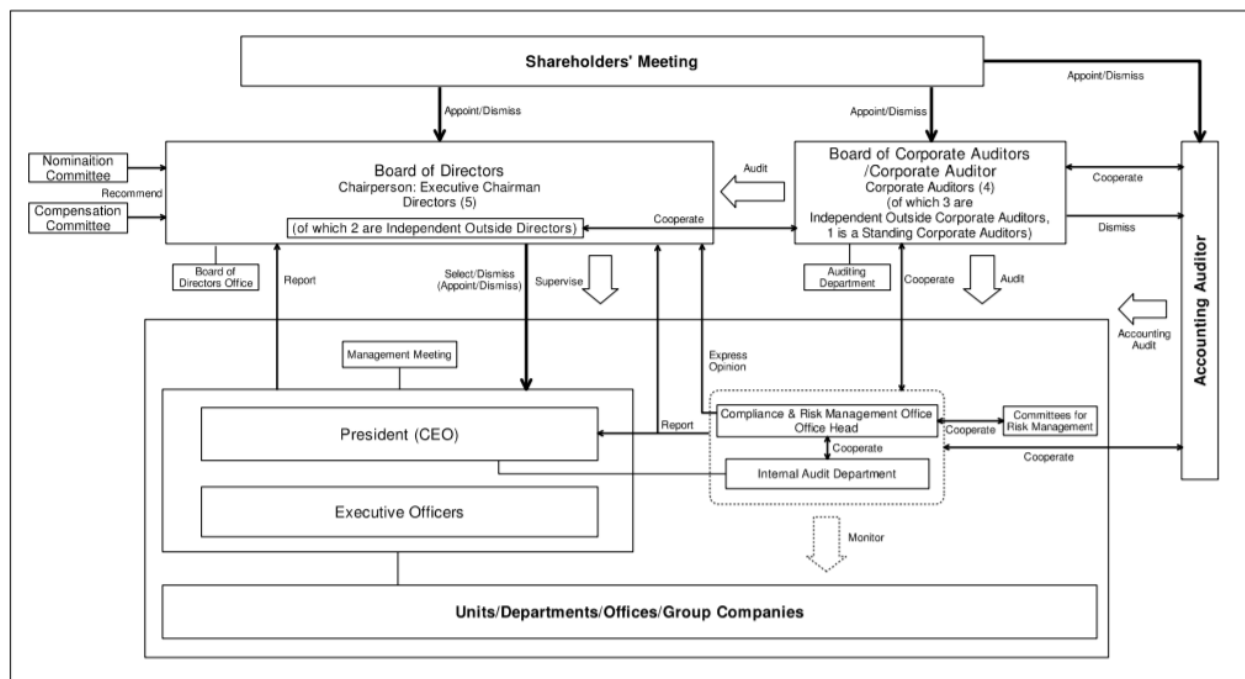 Shareholders' Meeting
Appoint/Dismiss
Appoint/Dismiss
Appoint/Dismiss
Nominaition
Committee
Recommend
Compensation
Committee
Board of Directors
Chairperson: Executive Chairman
Directors (5)
(of which 2 are Independent Outside Directors)
Audit
Cooperate
Board of Corporate Auditors
/Corporate Auditor
Corporate Auditors (4)
(of which 3 are
Independent Outside Corporate Auditors,
1 is a Standing Corporate Auditors)
Cooperate
Dismiss
Accounting Auditor
Board of
Directors Office
Report
Select/Dismiss
(Appoint/Dismiss)
Supervise
Auditing
Department
Cooperate
Audit
Accounting
Audit
Management Meeting
Express
Opinion
President (CEO)
Report
Compliance & Risk Management Office
Office Head
Cooperate
Committees for
Risk Management
Cooperate
Cooperate
Internal Audit Department
Executive Officers
Monitor
Units/Departments/Offices/Group Companies